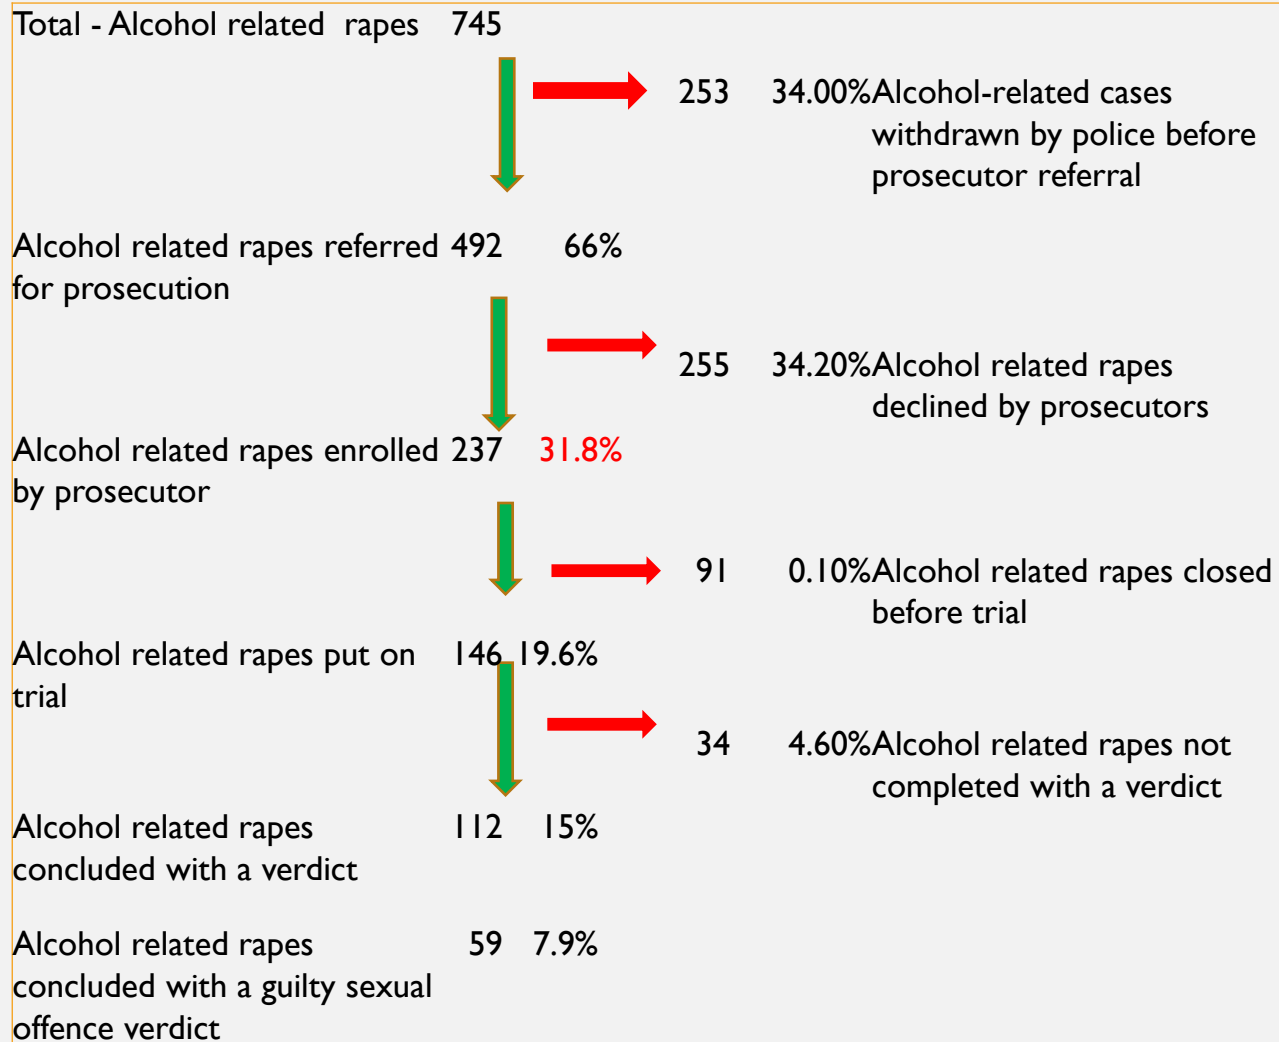 Total - Alcohol related rapes 745
253 34.00% Alcohol-related cases
withdrawn by police before
prosecutor referral
Alcohol related rapes referred 492 66%
for prosecution
255 34.20% Alcohol related rapes
declined by prosecutors
Alcohol related rapes enrolled 237 31.8%
by prosecutor
91 0.10% Alcohol related rapes closed
before trial
Alcohol related rapes put on 146 19.6%
trial
34 4.60% Alcohol related rapes not
completed with a verdict
Alcohol related rapes 112 15%
concluded with a verdict
Alcohol related rapes 59 7.9%
concluded with a guilty sexual
offence verdict